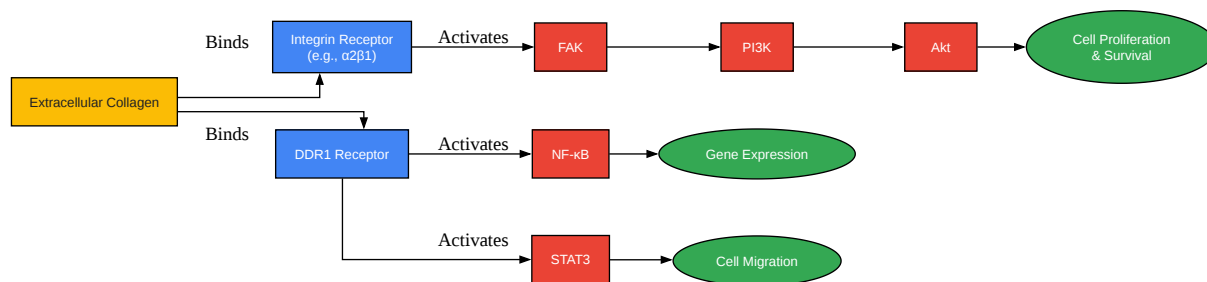 Binds
Integrin Receptor
(e.g., α2β1)
Activates
FAK
PI3K
Akt
Cell Proliferation
& Survival
Extracellular Collagen
Binds
DDR1 Receptor
Activates
NF-κB
Gene Expression
Activates
STAT3
Cell Migration